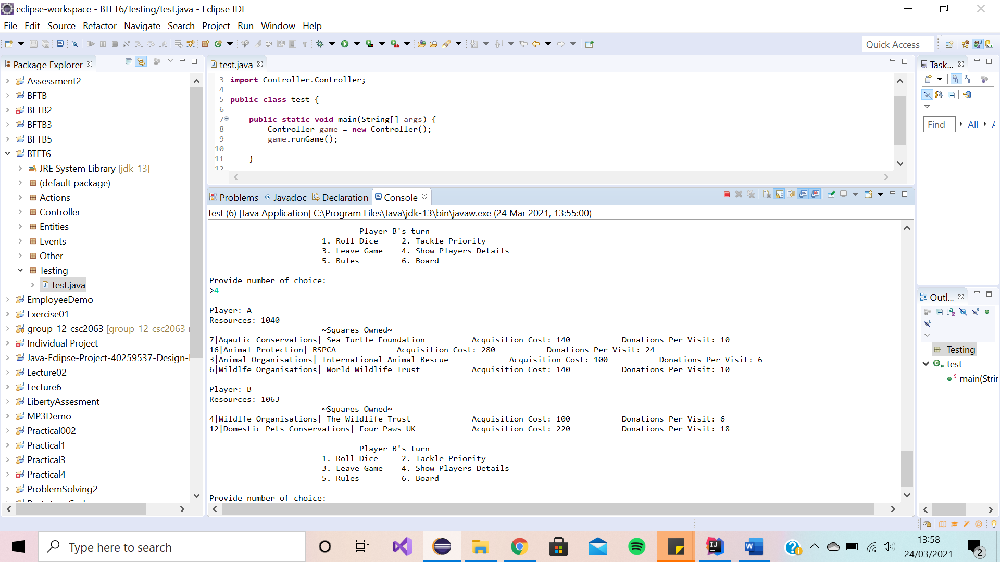 eclipse-workspace - BTFT6/Testing/test.java - Eclipse IDE
File Edit Source Refactor Navigate Search Project Run Window Help
Quick Access
Package Explorer
Assessment2
BFTB
BFTB2
BFTB3
BFTB5
BTFT6
JRE System Library [jdk-13]
(default package)
Actions
Controller
Entities
Events
Other
Testing
test.java
EmployeeDemo
Exercise01
group-12-csc2063 [group-12-csc2063
Individual Project
Java-Eclipse-Project-40259537-Design-
Lecture02
Lecture6
LibertyAssesment
MP3Demo
Practical002
Practical1
Practical3
Practical4
ProblemSolving2
test.java
3 import Controller.Controller;
4
5 public class test {
6
7 public static void main(String[] args) {
8 Controller game = new Controller();
9 game.runGame();
10
11 }
12
Problems @ Javadoc Declaration Console
test (6) [Java Application] C:\Program Files\Java\jdk-13\bin\javaw.exe (24 Mar 2021, 13:55:00)
Player B's turn
1. Roll Dice 2. Tackle Priority
3. Leave Game 4. Show Players Details
5. Rules 6. Board
Provide number of choice:
>4
Player: A
Resources: 1040
~Squares Owned~
7|Aqautic Conservations| Sea Turtle Foundation Acquisition Cost: 140 Donations Per Visit: 10
16|Animal Protection| RSPCA Acquisition Cost: 280 Donations Per Visit: 24
3|Animal Organisations| International Animal Rescue Acquisition Cost: 100 Donations Per Visit: 6
6|Wildlfe Organisations| World Wildlife Trust Acquisition Cost: 140 Donations Per Visit: 10
Player: B
Resources: 1063
~Squares Owned~
4|Wildlfe Organisations| The Wildlife Trust Acquisition Cost: 100 Donations Per Visit: 6
12|Domestic Pets Conservations| Four Paws UK Acquisition Cost: 220 Donations Per Visit: 18
Player B's turn
1. Roll Dice 2. Tackle Priority
3. Leave Game 4. Show Players Details
5. Rules 6. Board
Provide number of choice:
Task...
Find All
Outl...
Testing
test
main(Strin
Type here to search
13:58
24/03/2021
2